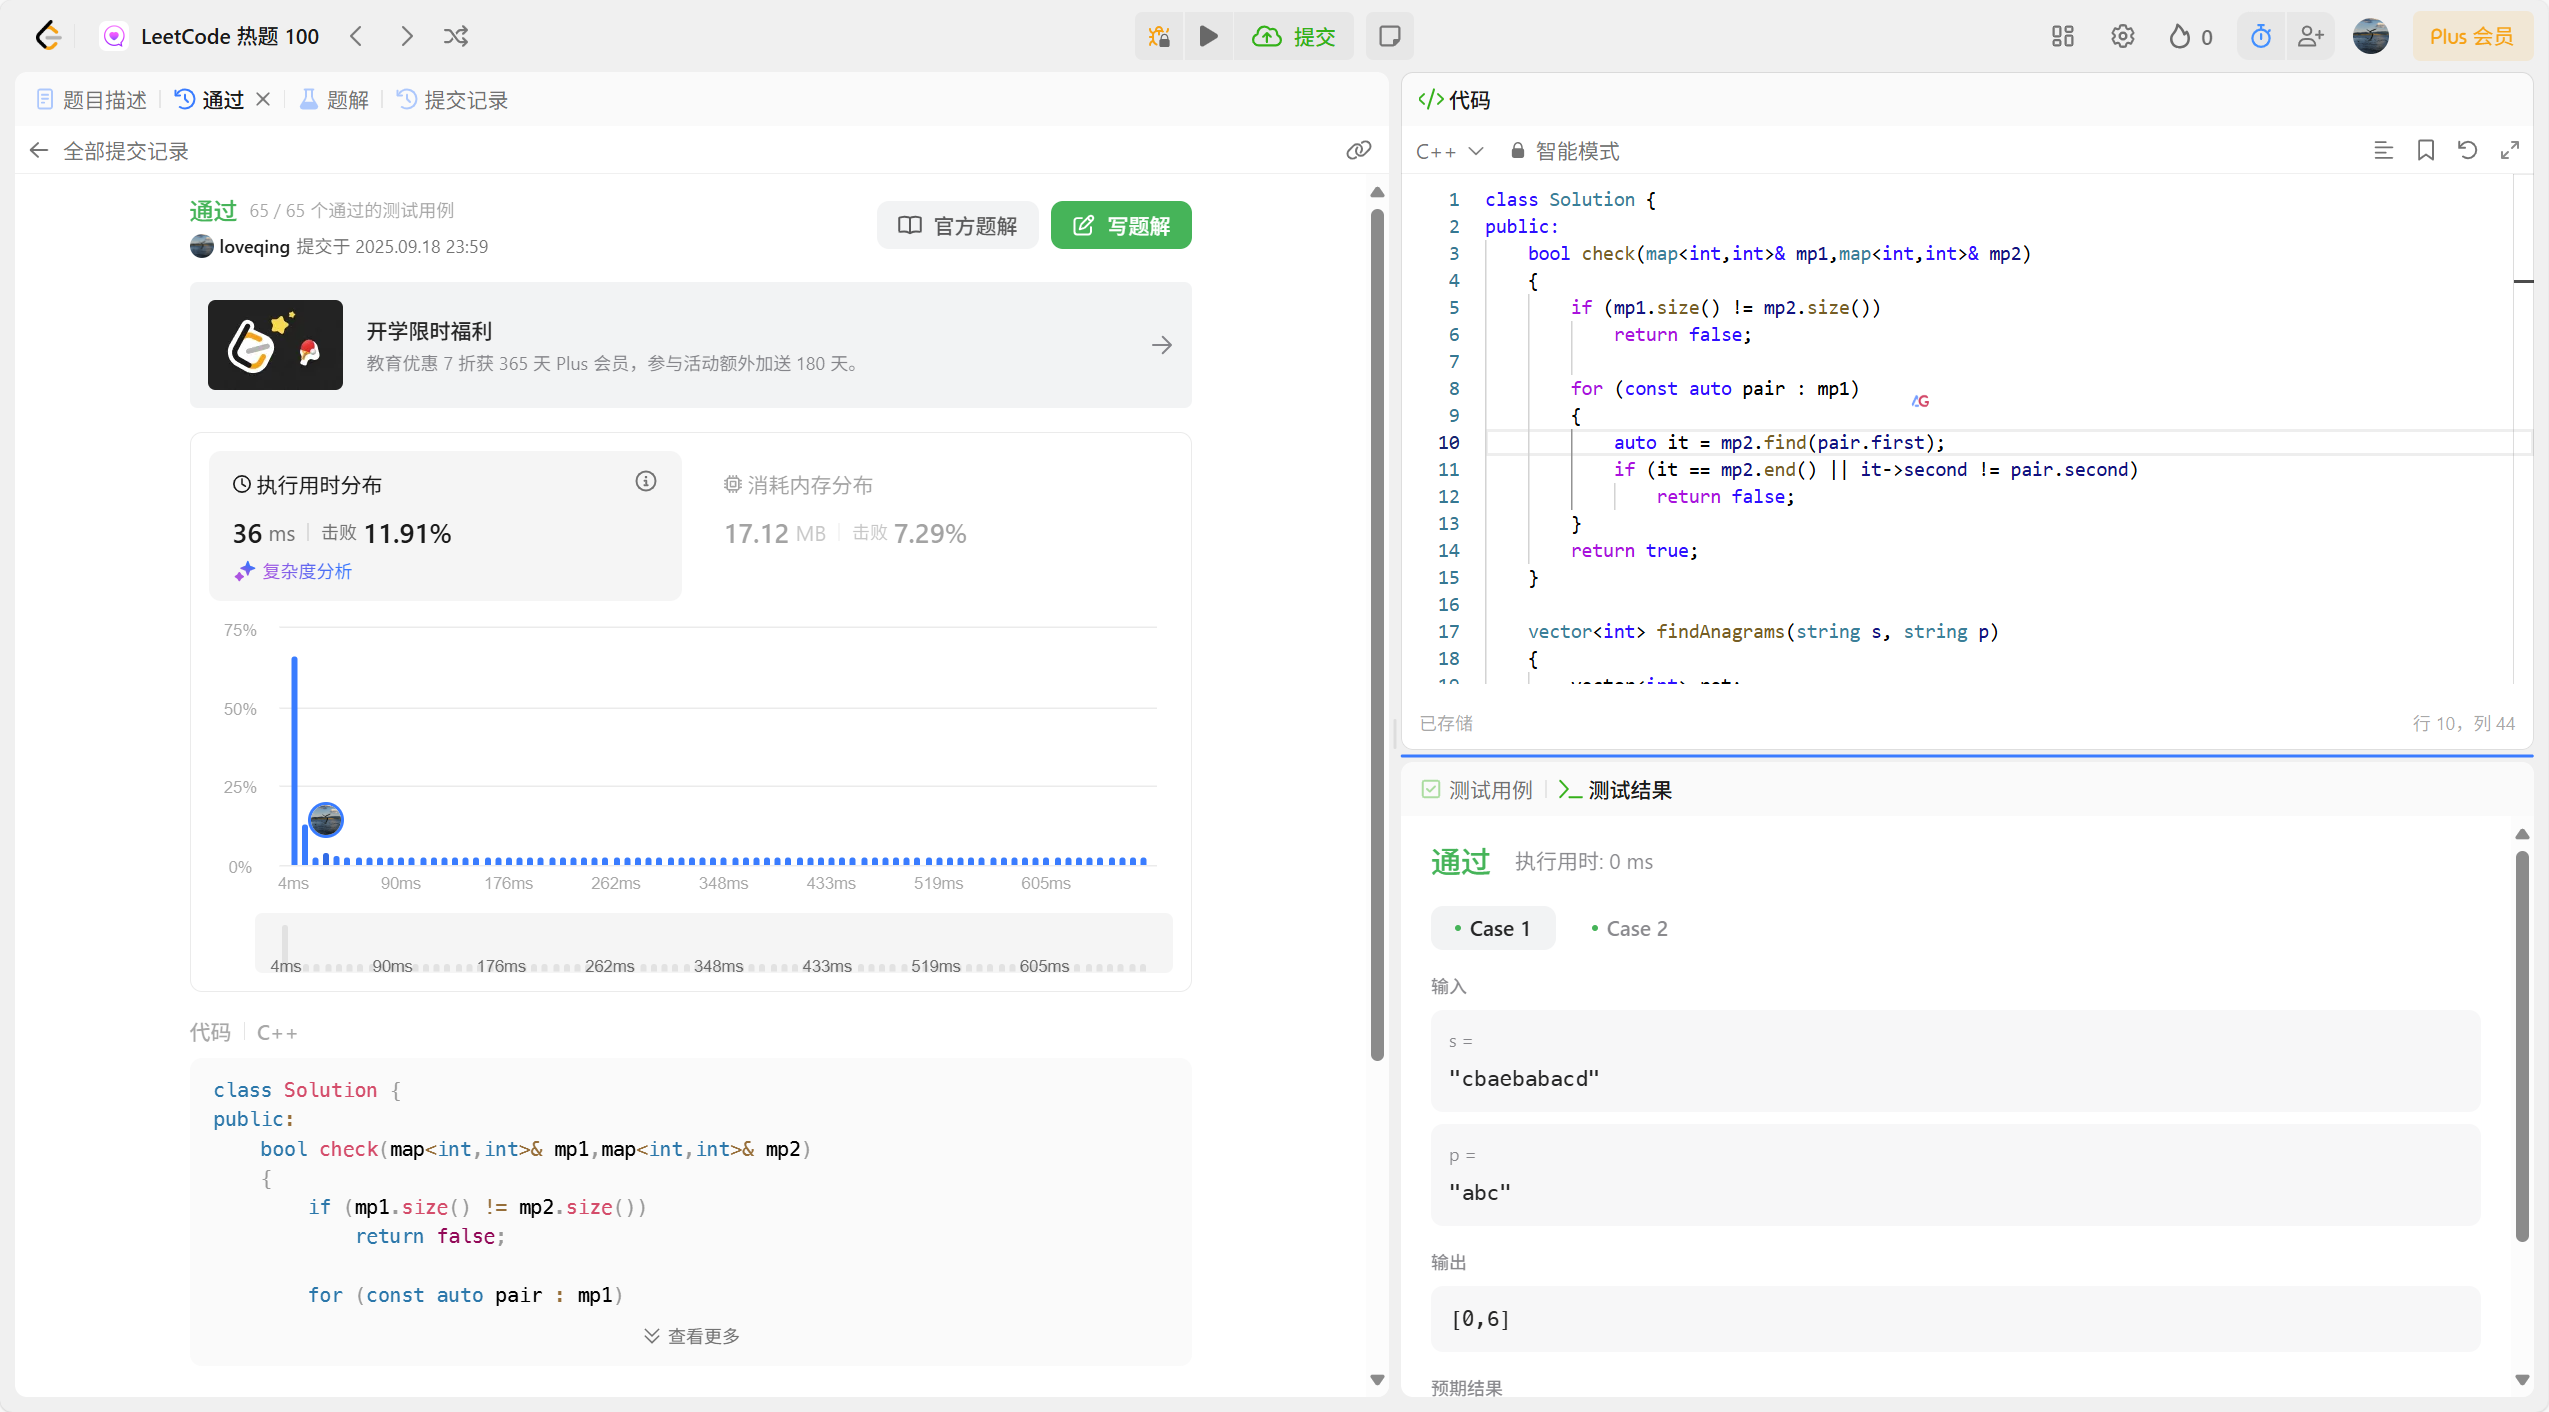 LeetCode 热题 100
提交
0
Plus 会员
题目描述
通过
题解
提交记录
全部提交记录
通过 65 / 65 个通过的测试用例
loveqing 提交于 2025.09.18 23:59
官方题解
写题解
开学限时福利
教育优惠 7 折获 365 天 Plus 会员，参与活动额外加送 180 天。
执行用时分布
36 ms 击败 11.91%
复杂度分析
消耗内存分布
17.12 MB 击败 7.29%
75%
50%
25%
0%
4ms 90ms 176ms 262ms 348ms 433ms 519ms 605ms
4ms 90ms 176ms 262ms 348ms 433ms 519ms 605ms
代码 C++
class Solution {
public:
    bool check(map<int,int>& mp1,map<int,int>& mp2)
    {
        if (mp1.size() != mp2.size())
            return false;
        for (const auto pair : mp1)
查看更多
代码
C++ 智能模式
1 class Solution {
2 public:
3     bool check(map<int,int>& mp1,map<int,int>& mp2)
4     {
5         if (mp1.size() != mp2.size())
6             return false;
7
8         for (const auto pair : mp1)
9         {
10             auto it = mp2.find(pair.first);
11             if (it == mp2.end() || it->second != pair.second)
12                 return false;
13         }
14         return true;
15     }
16
17     vector<int> findAnagrams(string s, string p)
18     {
19         vector<int> ret;
已存储
行 10，列 44
测试用例
测试结果
通过 执行用时: 0 ms
Case 1
Case 2
输入
s =
"cbaebabacd"
p =
"abc"
输出
[0,6]
预期结果